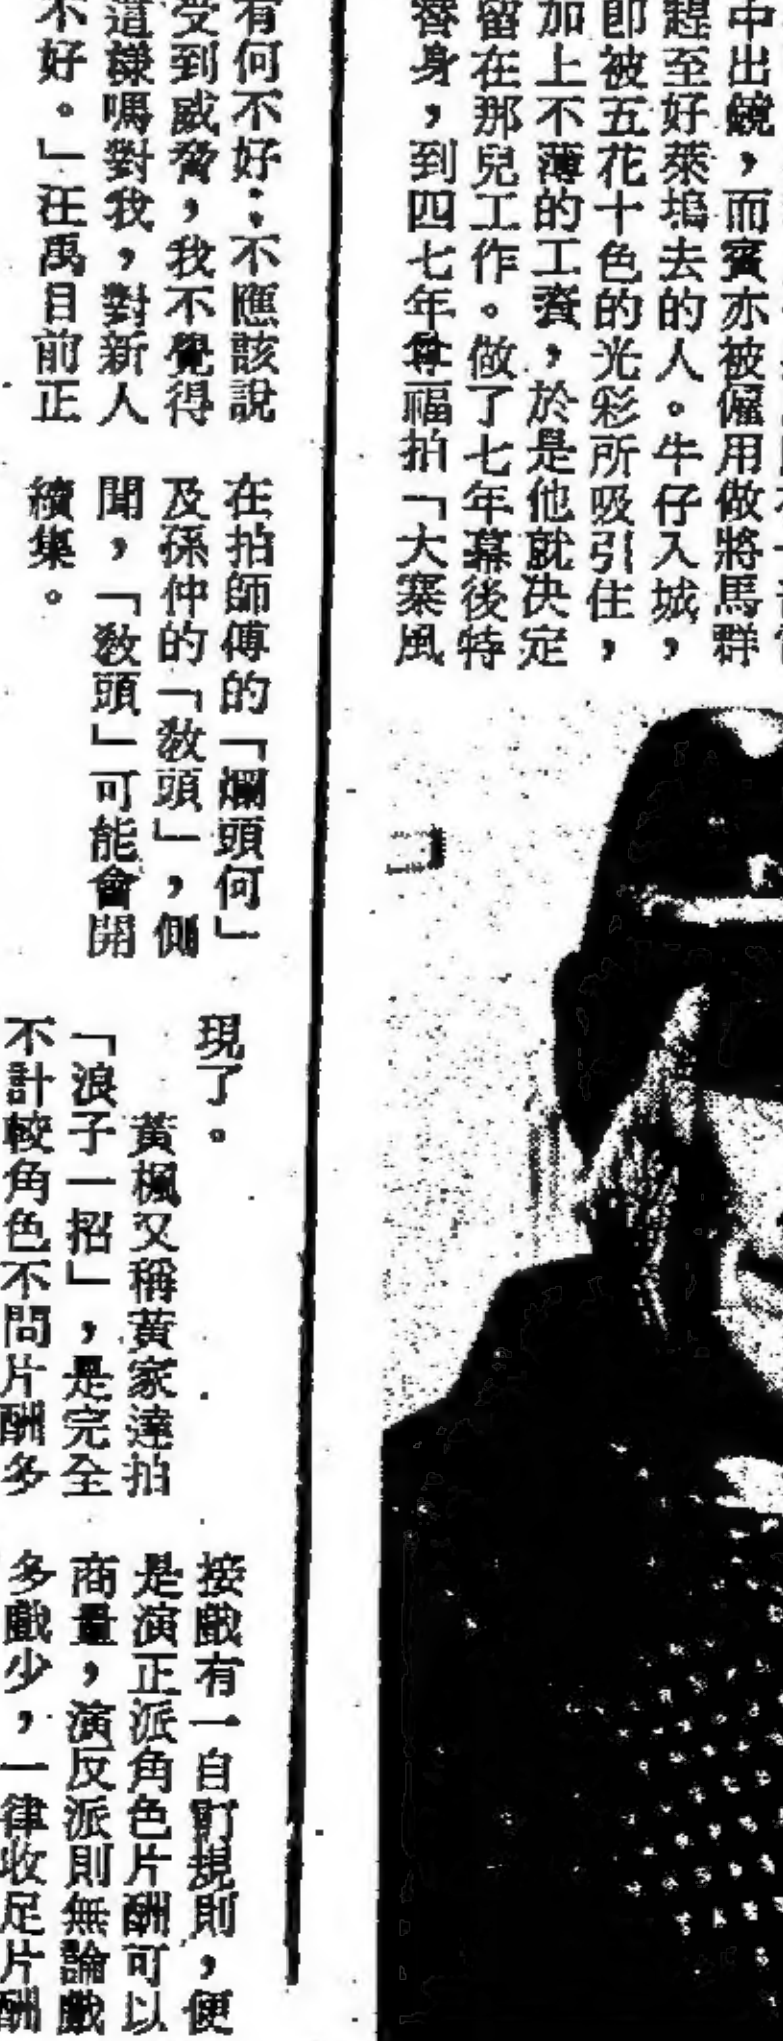 中出鏡，而賓亦被僱用做將馬群
趕至好萊塢去的人。牛仔入城，
即被五花十色的光彩所吸引住，
加上不薄的工資，於是他就决定
留在那兒工作。做了七年幕後特
替身，到四七年尊福拍「大寨風
有何不好；不應該說
受到威脅，我不覺得
這謙嗎對我，對新人
不好。」汪禹目前正
在拍師傅的「爛頭何」
及孫仲的「敎頭」，側
聞，「敎頭」可能會開
續集。
現了。
黃楓又稱黃家達拍
「浪子一招」，是完全
不計較角色不問片酬多
接戲有一自訂規則，便
是演正派角色片酬可以
商量，演反派則無論戲
多戲少，一律收足片酬